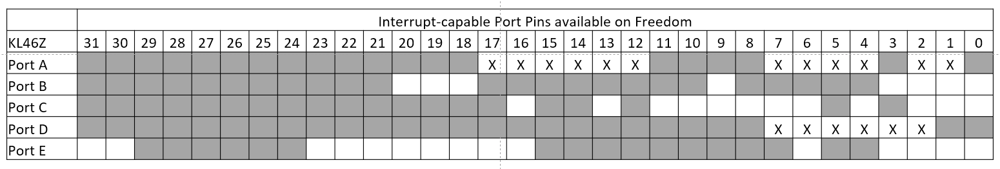 Interrupt-capable Port Pins available on Freedom
KL46Z 31 30 29 28 27 26 25 24 23 22 21 20 19 18 17 16 15 14 13 12 11 10 9 8 7 6 5 4 3 2 1 0
Port A X X X X X X X X X X X X
Port B
Port C
Port D X X X X X X
Port E